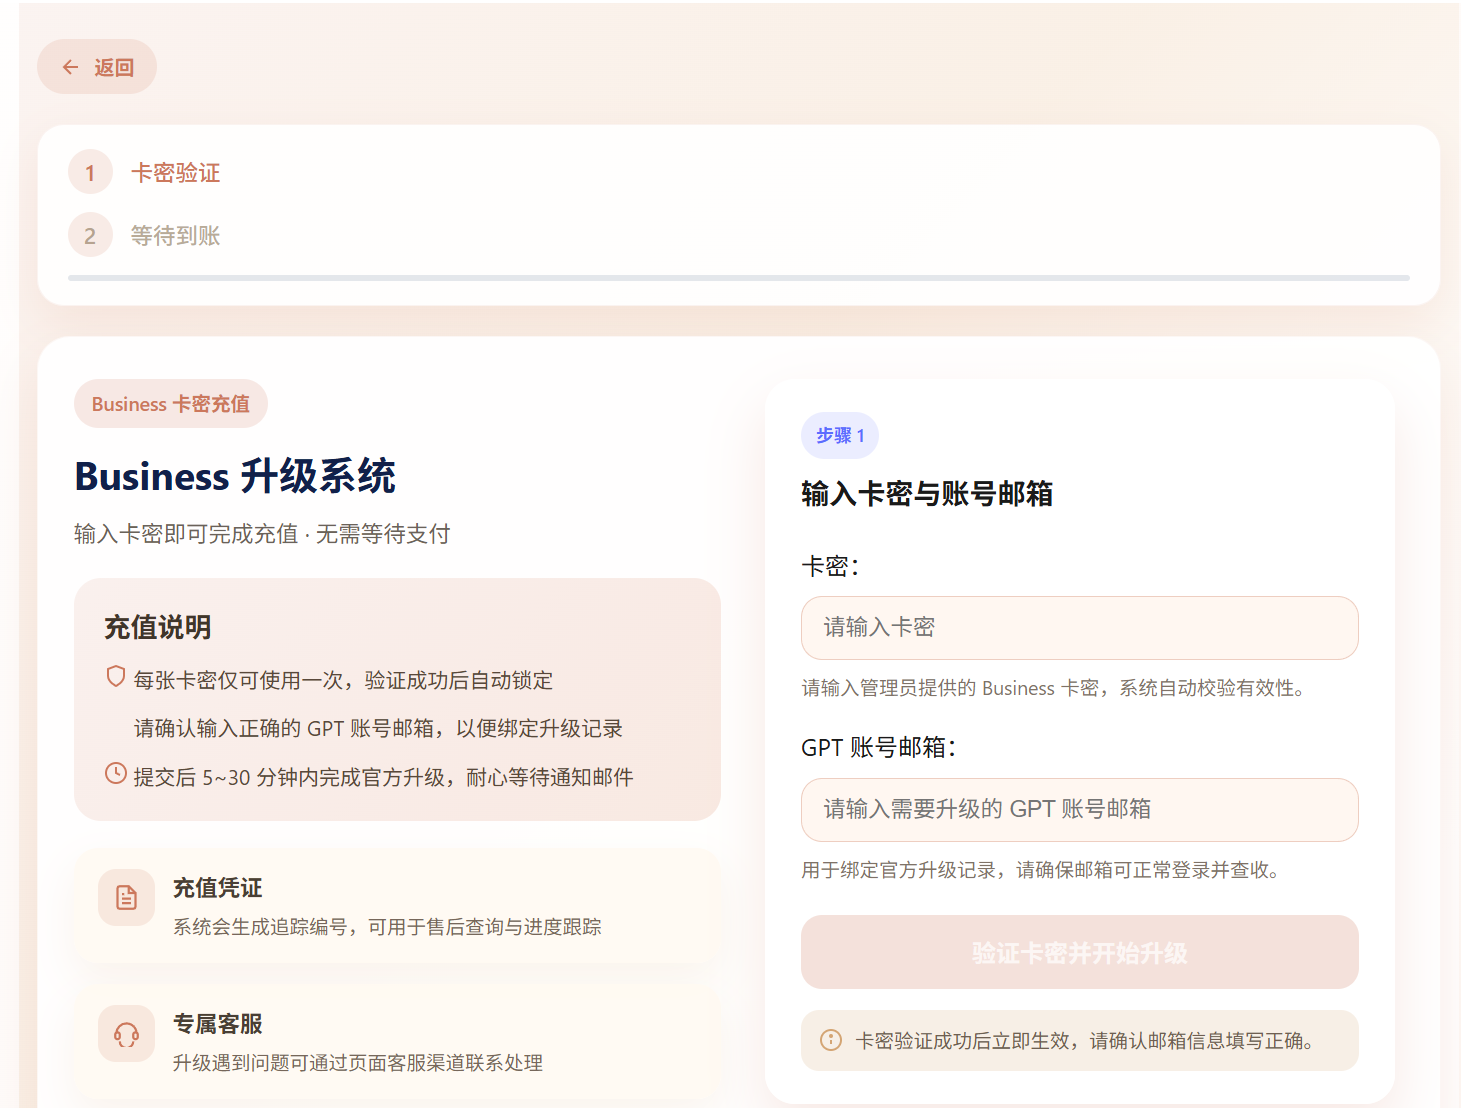 返回
1 卡密验证
2 等待到账
Business 卡密充值
Business 升级系统
输入卡密即可完成充值 · 无需等待支付
充值说明
每张卡密仅可使用一次，验证成功后自动锁定
请确认输入正确的 GPT 账号邮箱，以便绑定升级记录
提交后 5~30 分钟内完成官方升级，耐心等待通知邮件
充值凭证
系统会生成追踪编号，可用于售后查询与进度跟踪
专属客服
升级遇到问题可通过页面客服渠道联系处理
步骤 1
输入卡密与账号邮箱
卡密：
请输入卡密
请输入管理员提供的 Business 卡密，系统自动校验有效性。
GPT 账号邮箱：
请输入需要升级的 GPT 账号邮箱
用于绑定官方升级记录，请确保邮箱可正常登录并查收。
验证卡密并开始升级
卡密验证成功后立即生效，请确认邮箱信息填写正确。